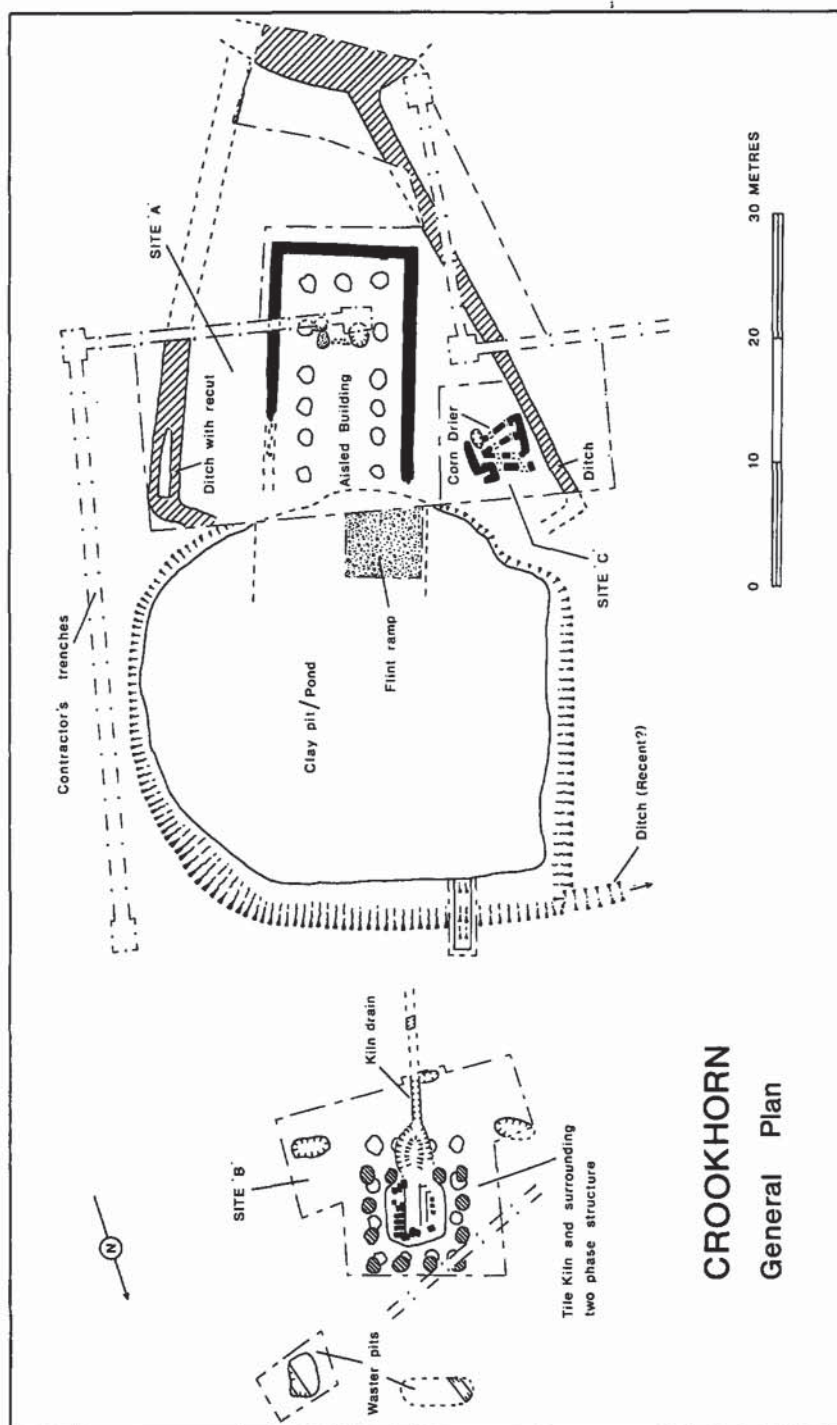 Contractor's trenches
SITE 'A'
Ditch with recut
Aisled Building
Corn Drier
Ditch
SITE 'C'
Flint ramp
Clay pit/Pond
Ditch (Recent?)
Kiln drain
SITE 'B'
Tile Kiln and surrounding
two phase structure
Waster pits
N
0 10 20 30 METRES
CROOKHORN
General Plan